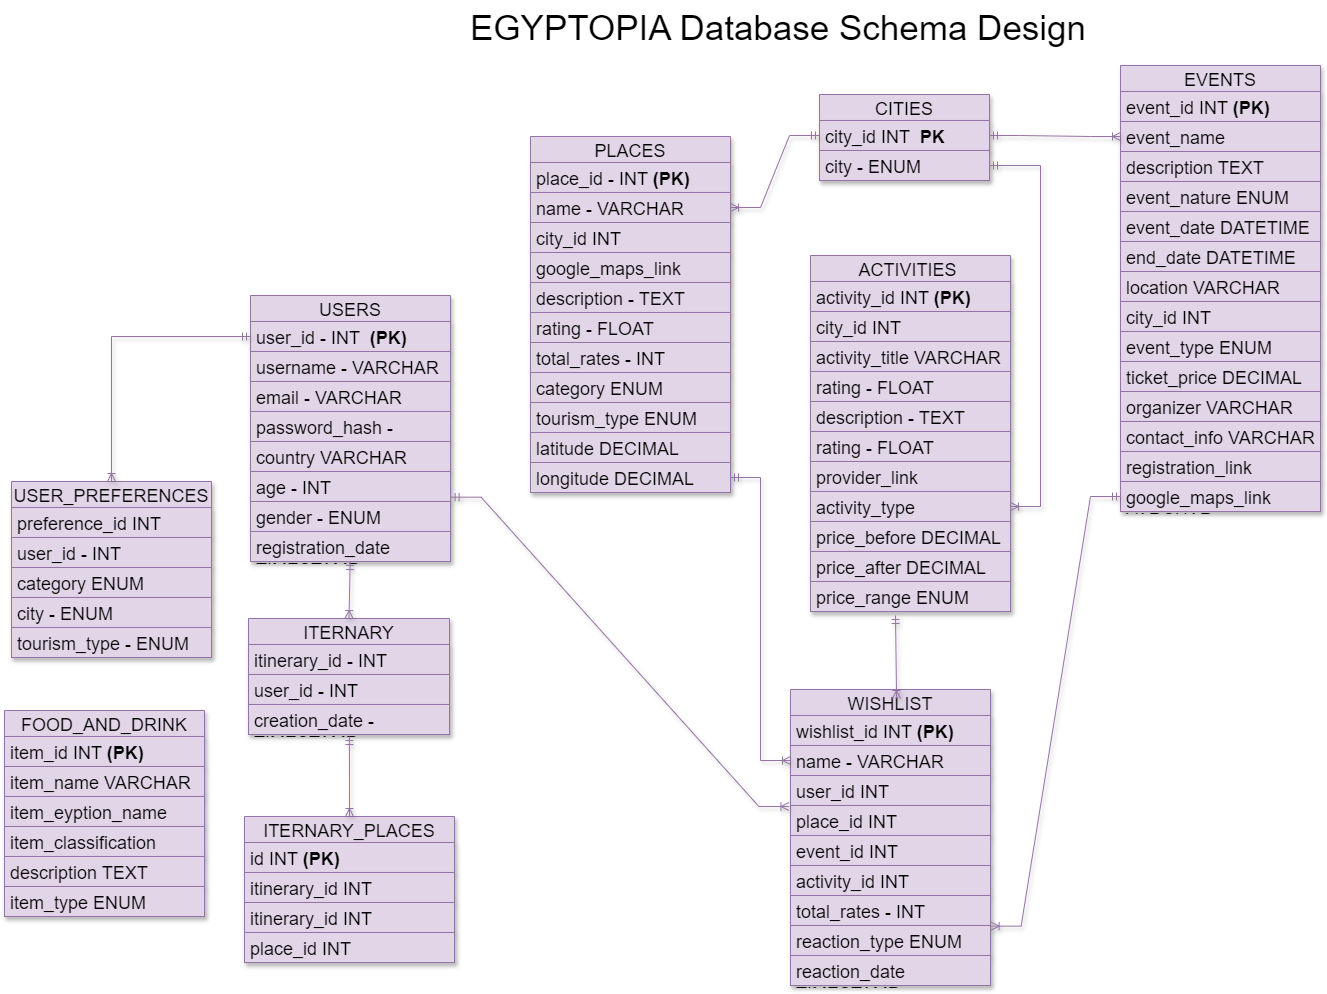 EGYPTOPIA Database Schema Design
EVENTS
event_id INT (PK)
event_name
description TEXT
event_nature ENUM
event_date DATETIME
end_date DATETIME
location VARCHAR
city_id INT
event_type ENUM
ticket_price DECIMAL
organizer VARCHAR
contact_info VARCHAR
registration_link
google_maps_link
CITIES
city_id INT PK
city - ENUM
PLACES
place_id - INT (PK)
name - VARCHAR
city_id INT
google_maps_link
description - TEXT
rating - FLOAT
total_rates - INT
category ENUM
tourism_type ENUM
latitude DECIMAL
longitude DECIMAL
ACTIVITIES
activity_id INT (PK)
city_id INT
activity_title VARCHAR
rating - FLOAT
description - TEXT
rating - FLOAT
provider_link
activity_type
price_before DECIMAL
price_after DECIMAL
price_range ENUM
USERS
user_id - INT (PK)
username - VARCHAR
email - VARCHAR
password_hash -
country VARCHAR
age - INT
gender - ENUM
registration_date
USER_PREFERENCES
preference_id INT
user_id - INT
category ENUM
city - ENUM
tourism_type - ENUM
ITERNARY
itinerary_id - INT
user_id - INT
creation_date -
FOOD_AND_DRINK
item_id INT (PK)
item_name VARCHAR
item_eyption_name
item_classification
description TEXT
item_type ENUM
ITERNARY_PLACES
id INT (PK)
itinerary_id INT
itinerary_id INT
place_id INT
WISHLIST
wishlist_id INT (PK)
name - VARCHAR
user_id INT
place_id INT
event_id INT
activity_id INT
total_rates - INT
reaction_type ENUM
reaction_date